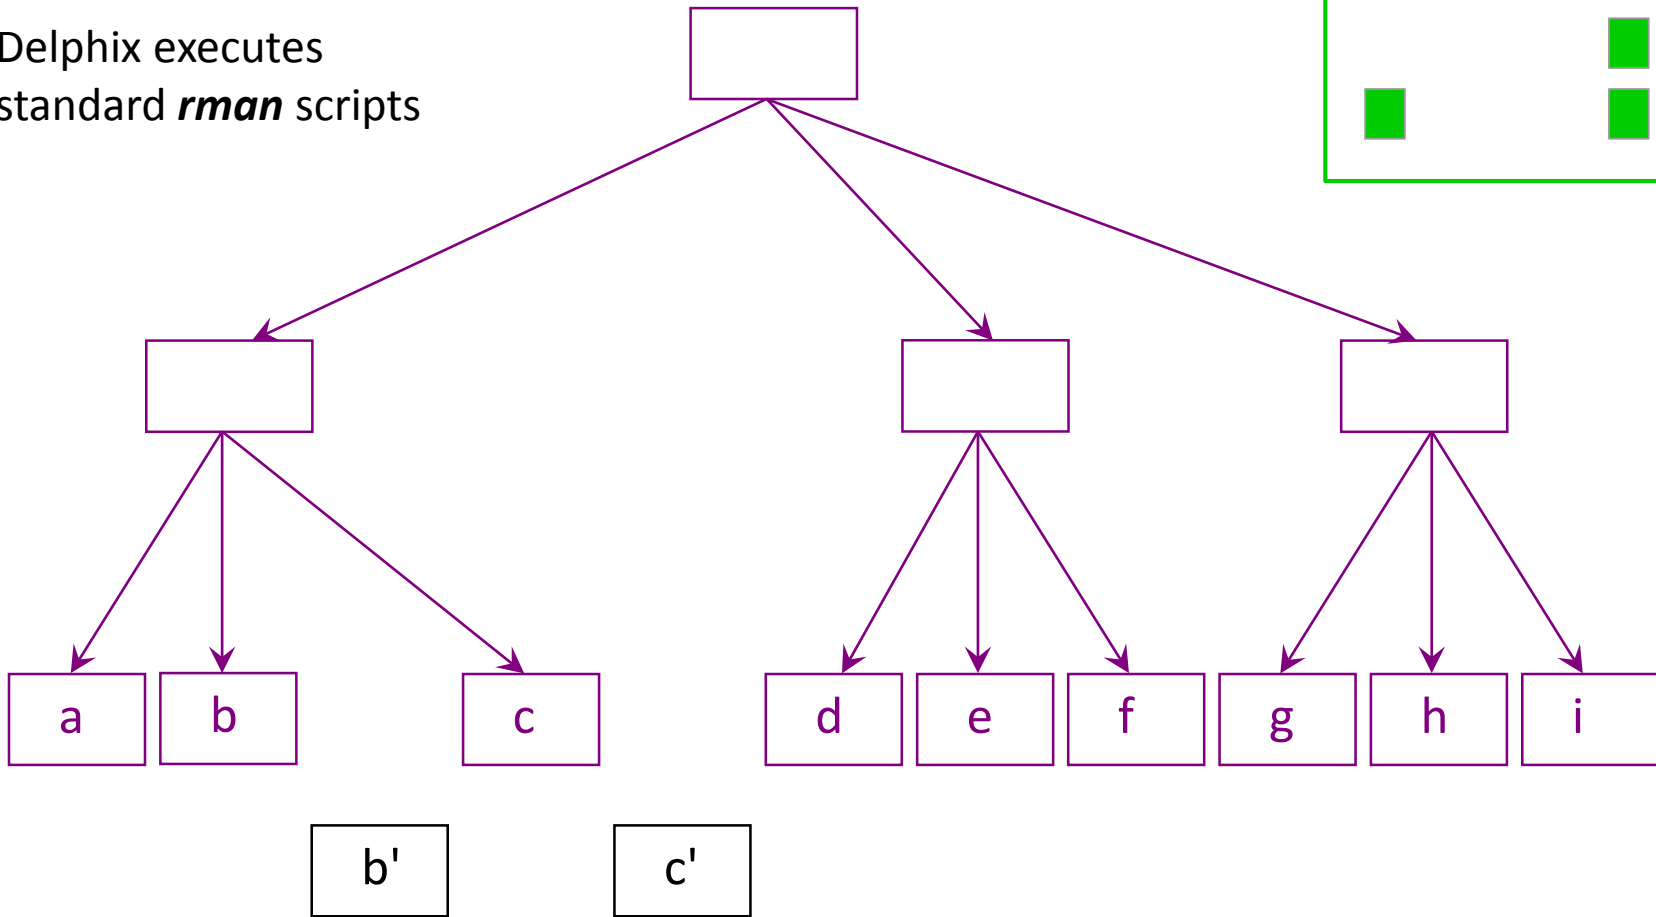 Delphix executes
standard rman scripts
a b c d e f g h i
b' c'